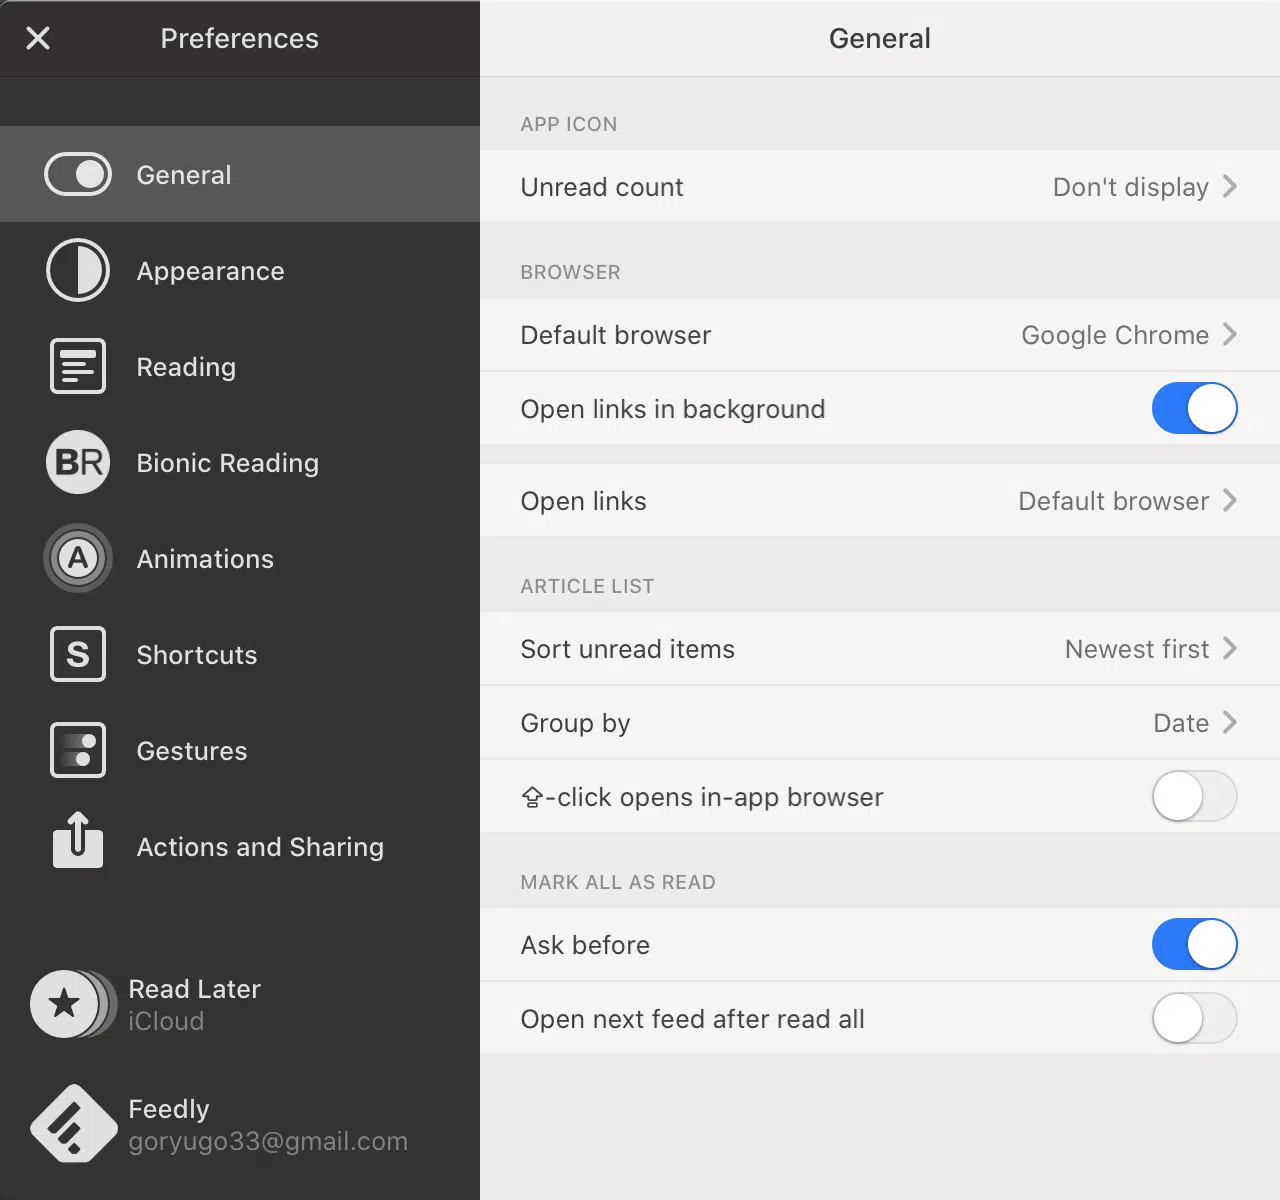 Preferences
General
Appearance
Reading
BR
Bionic Reading
A
Animations
S
Shortcuts
Gestures
Actions and Sharing
Read Later
iCloud
Feedly
goryugo33@gmail.com
General
APP ICON
Unread count
Don't display
BROWSER
Default browser
Google Chrome
Open links in background
Open links
Default browser
ARTICLE LIST
Sort unread items
Newest first
Group by
Date
⇧-click opens in-app browser
MARK ALL AS READ
Ask before
Open next feed after read all